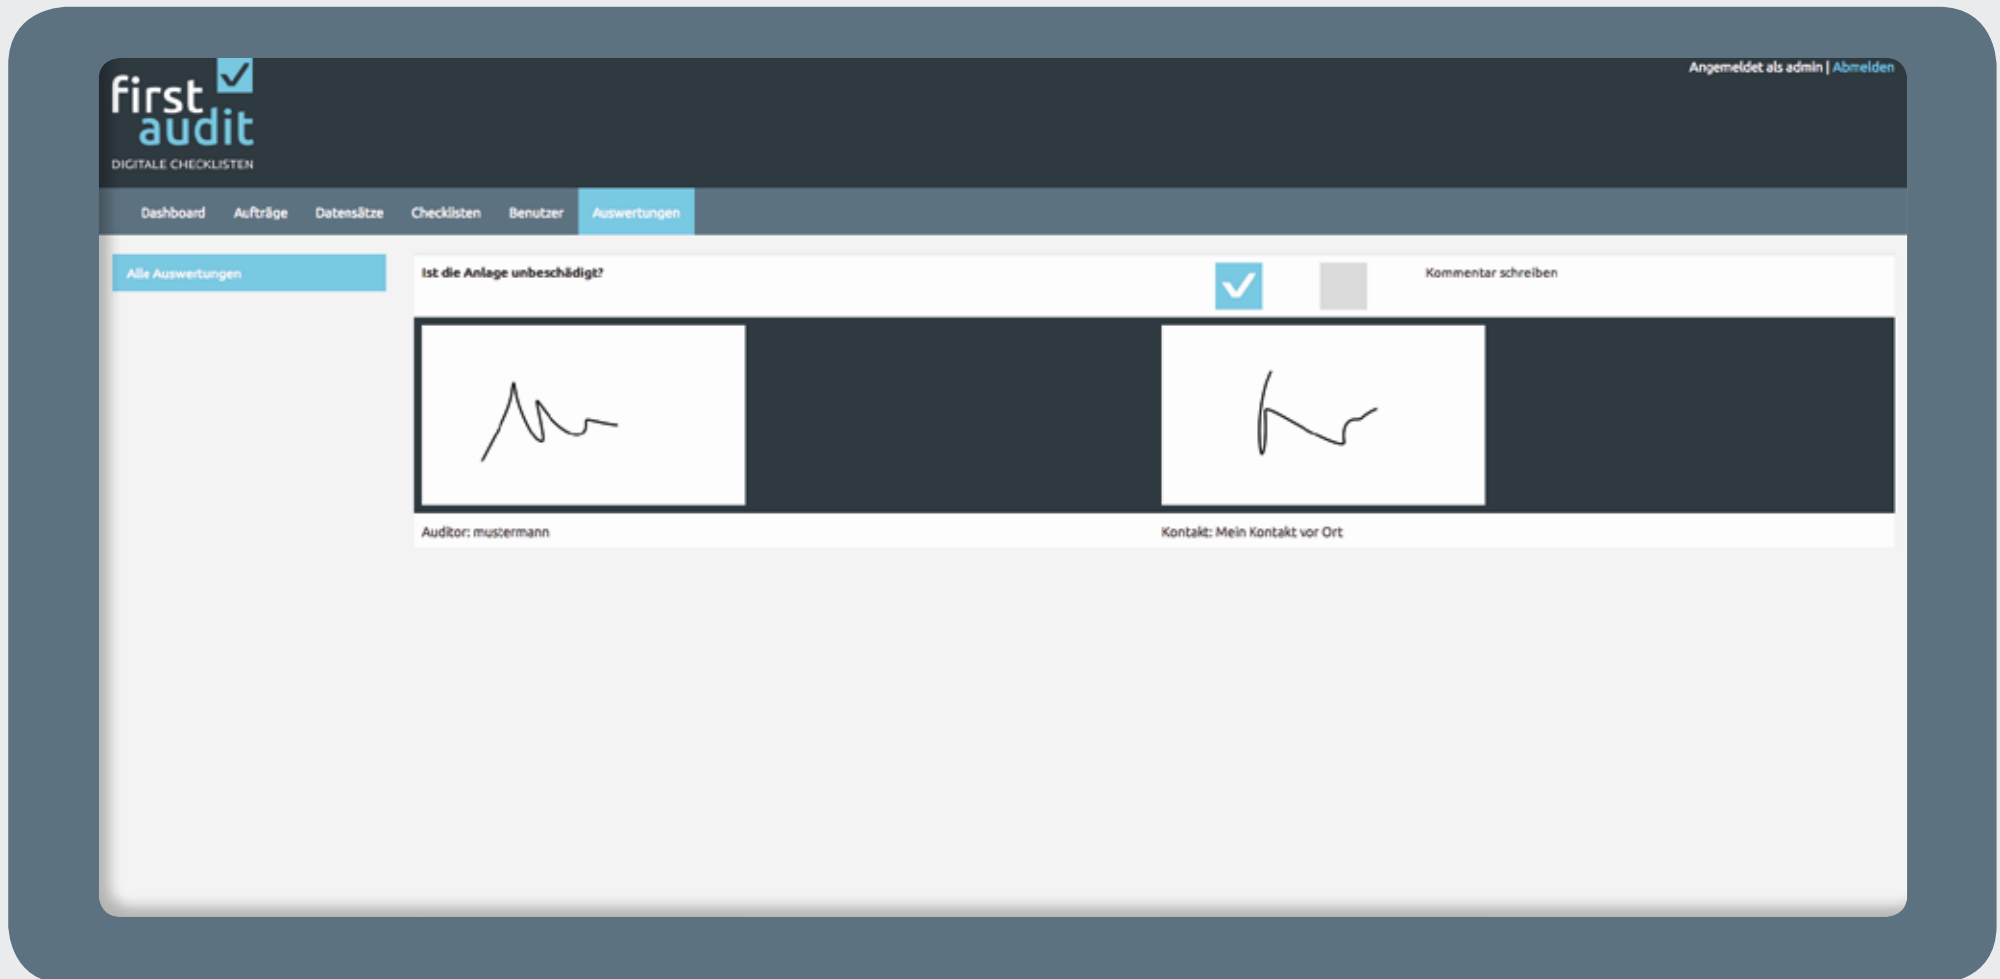 first
audit
DIGITALE CHECKLISTEN
Angemeldet als admin | Abmelden
Dashboard Aufträge Datensätze Checklisten Benutzer Auswertungen
Alle Auswertungen
Ist die Anlage unbeschädigt? Kommentar schreiben
Auditor: mustermann Kontakt: Mein Kontakt vor Ort